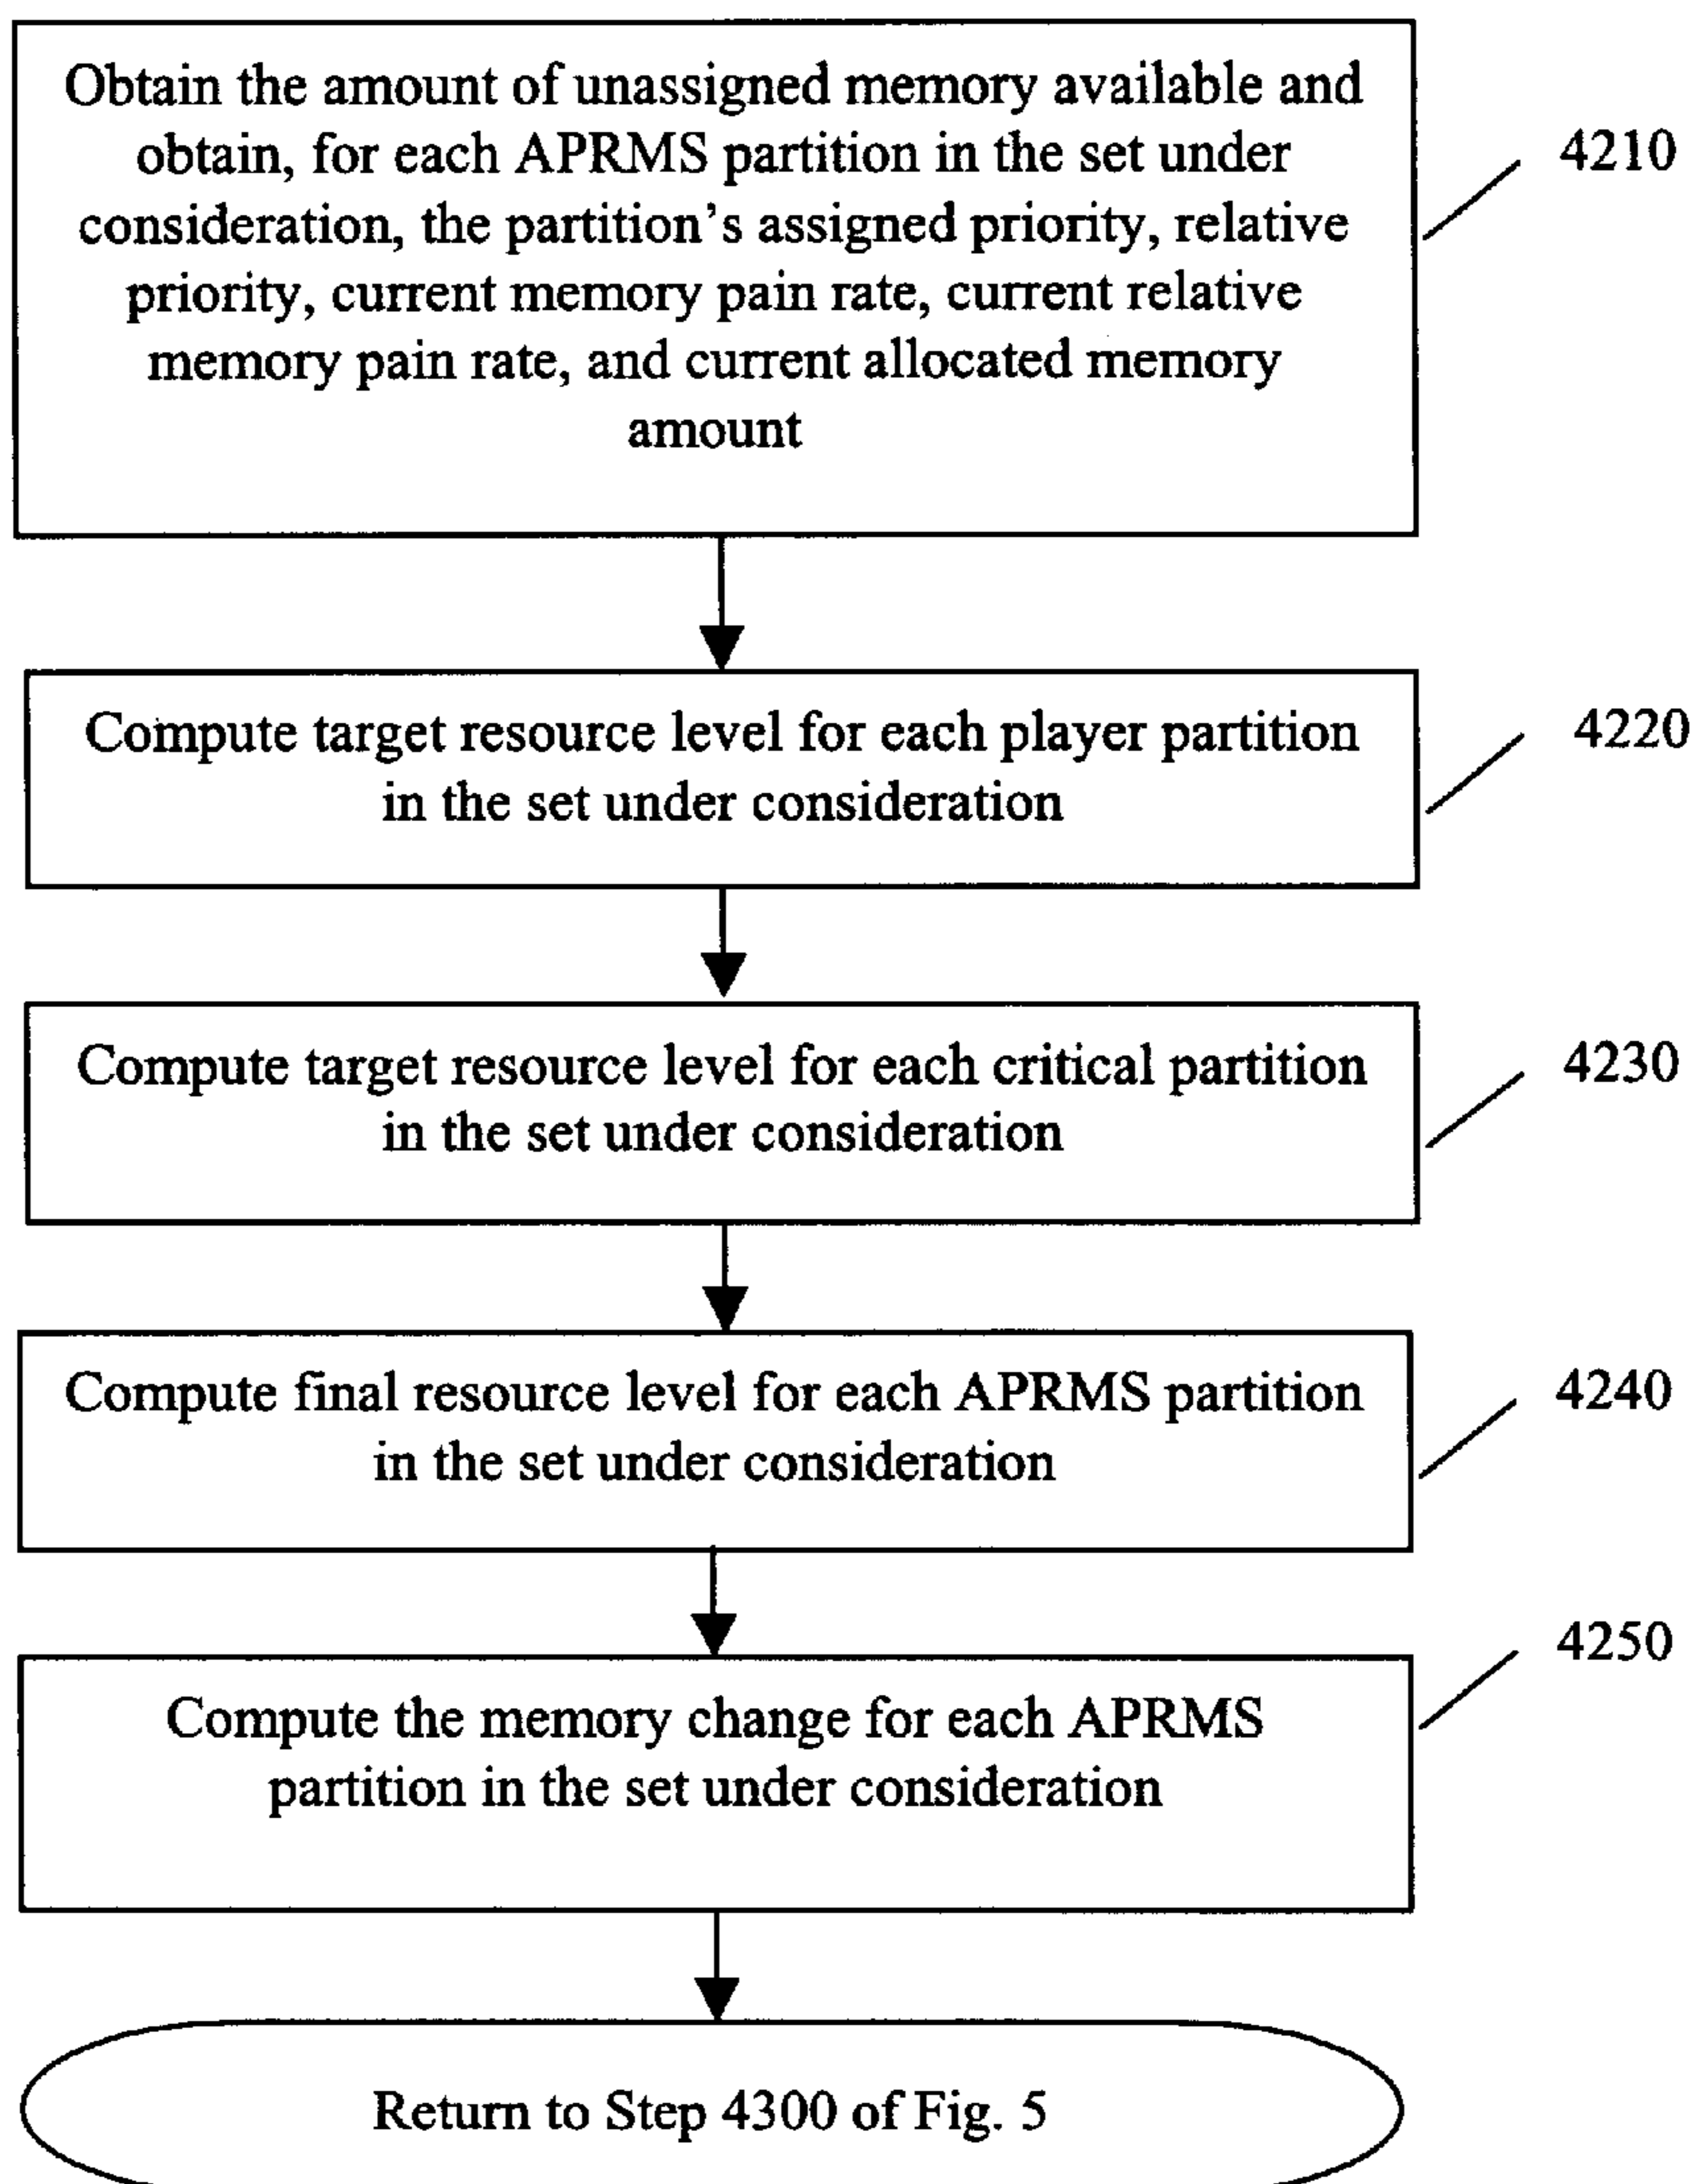 Obtain the amount of unassigned memory available and
obtain, for each APRMS partition in the set under
consideration, the partition's assigned priority, relative
priority, current memory pain rate, current relative
memory pain rate, and current allocated memory
amount
4210
Compute target resource level for each player partition
in the set under consideration
4220
Compute target resource level for each critical partition
in the set under consideration
4230
Compute final resource level for each APRMS partition
in the set under consideration
4240
Compute the memory change for each APRMS
partition in the set under consideration
4250
Return to Step 4300 of Fig. 5